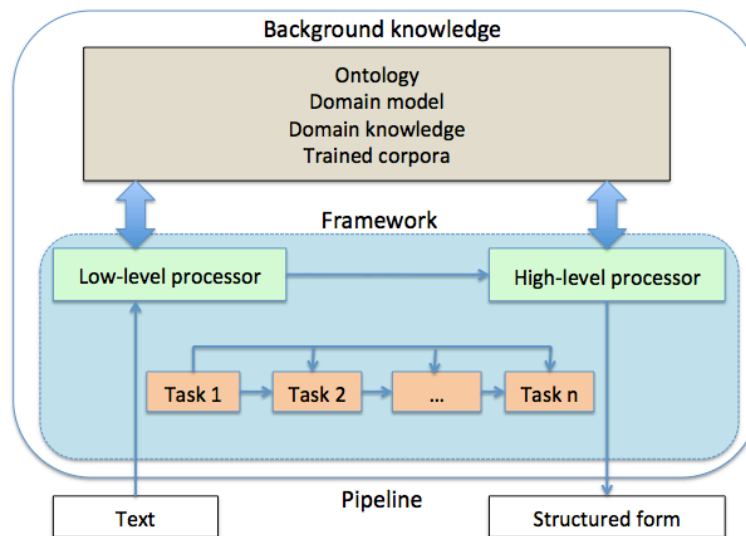 Background knowledge
Ontology
Domain model
Domain knowledge
Trained corpora
Framework
Low-level processor
High-level processor
Task 1
Task 2
...
Task n
Pipeline
Text
Structured form